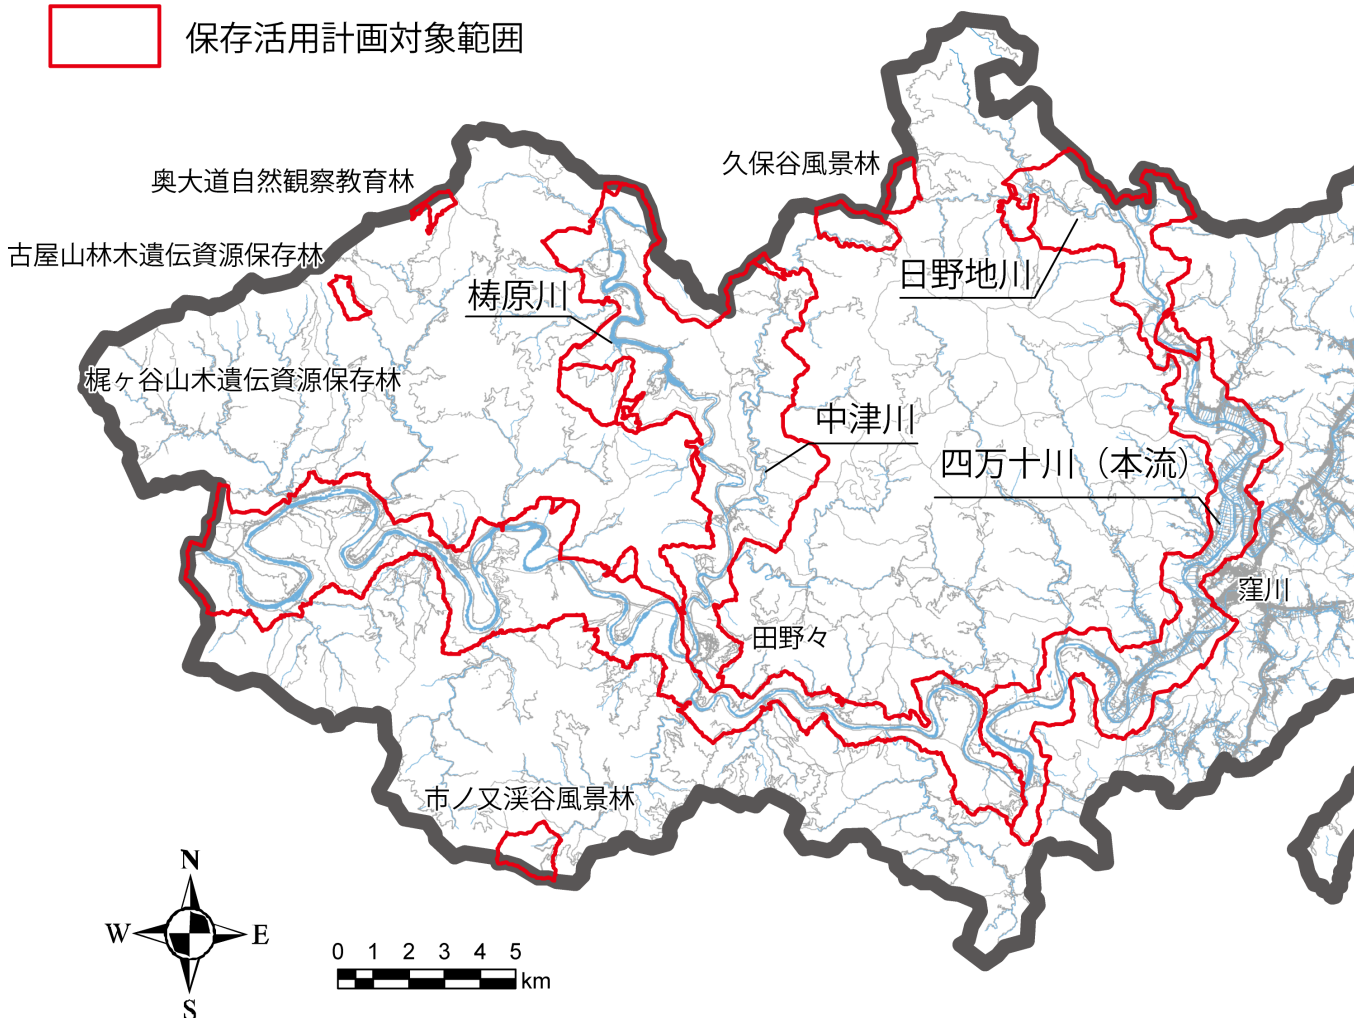 保存活用計画対象範囲
久保谷風景林
奥大道自然観察教育林
古屋山林木遺伝資源保存林
日野地川
梼原川
梶ヶ谷山木遺伝資源保存林
中津川
四万十川（本流）
窪川
田野々
市ノ又渓谷風景林
N
W
E
S
0 1 2 3 4 5
km